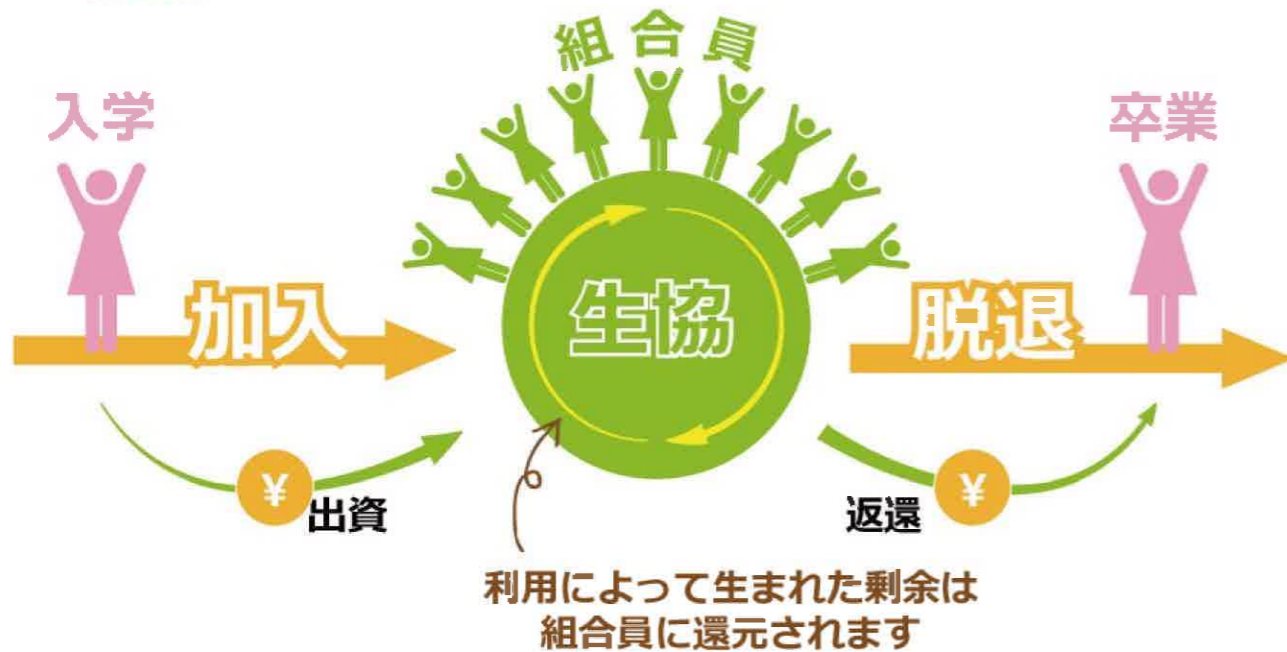 組合員
入学
卒業
加入
生協
脱退
¥
出資
返還
¥
利用によって生まれた剰余は
組合員に還元されます